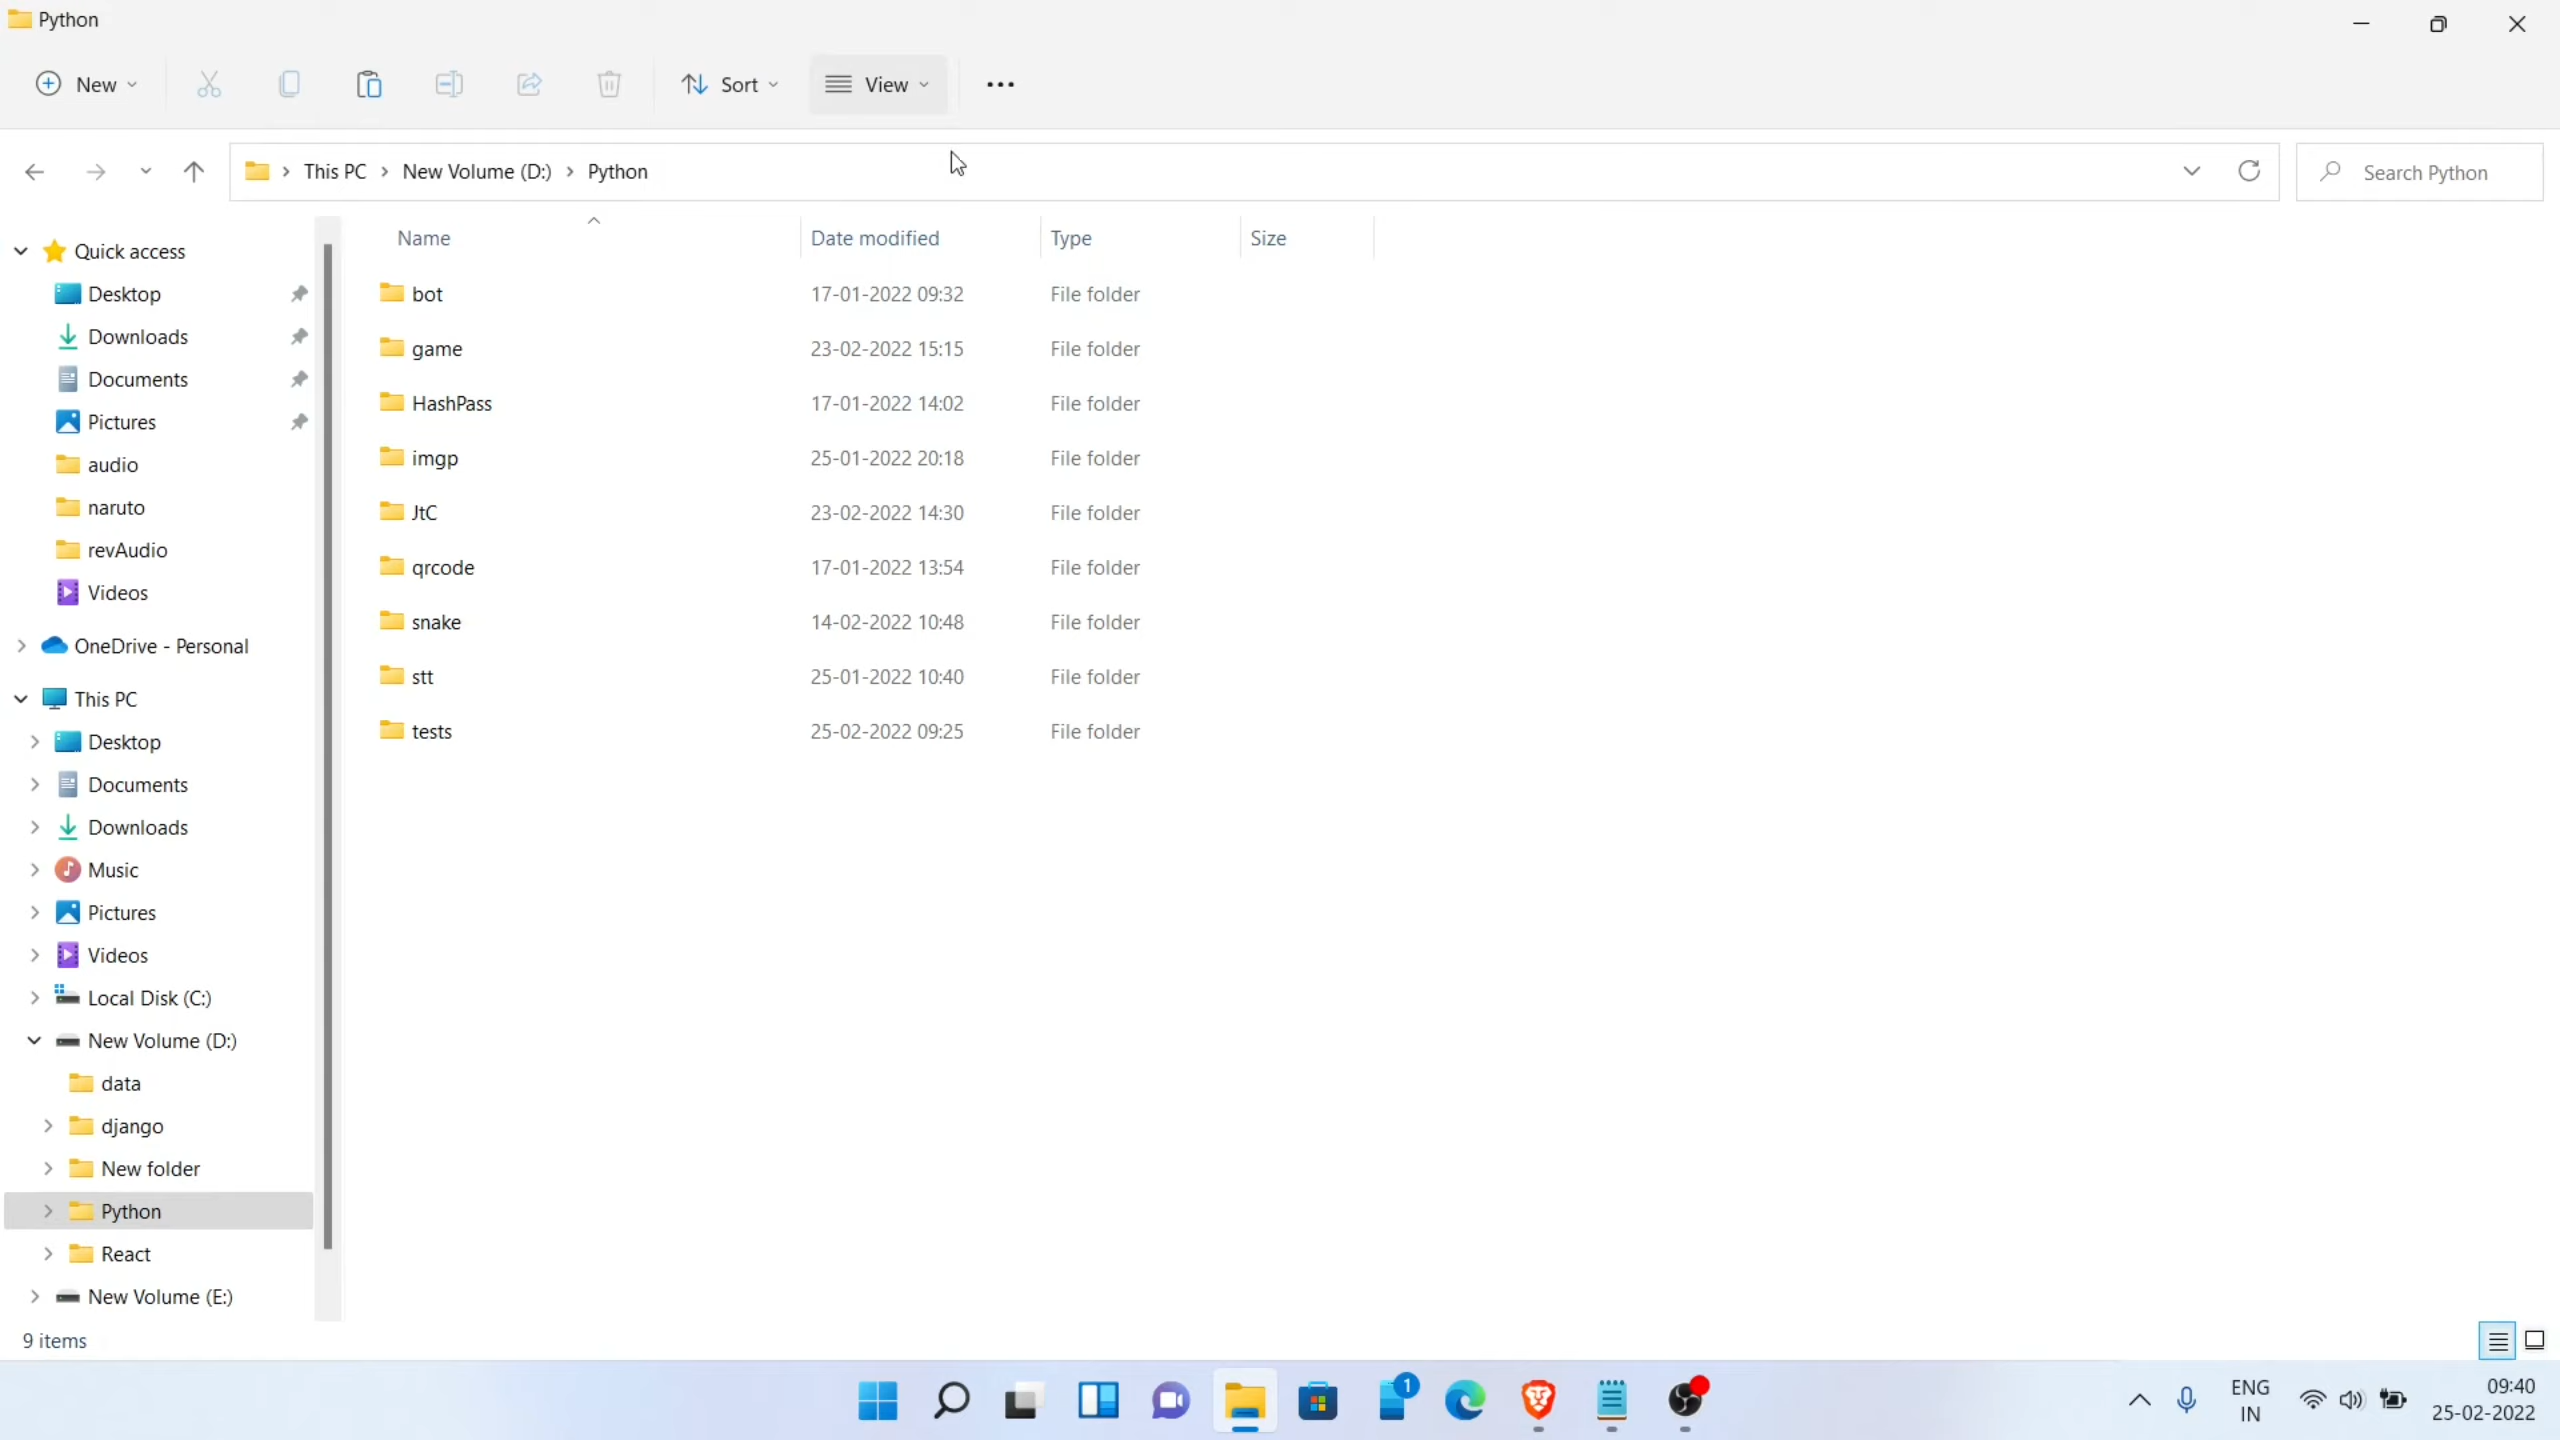 Python
New
Sort
View
This PC > New Volume (D:) > Python
Search Python
Name Date modified Type Size
Quick access
Desktop
Downloads
Documents
Pictures
audio
naruto
revAudio
Videos
OneDrive - Personal
This PC
Desktop
Documents
Downloads
Music
Pictures
Videos
Local Disk (C:)
New Volume (D:)
data
django
New folder
Python
React
New Volume (E:)
bot 17-01-2022 09:32 File folder
game 23-02-2022 15:15 File folder
HashPass 17-01-2022 14:02 File folder
imgp 25-01-2022 20:18 File folder
JtC 23-02-2022 14:30 File folder
qrcode 17-01-2022 13:54 File folder
snake 14-02-2022 10:48 File folder
stt 25-01-2022 10:40 File folder
tests 25-02-2022 09:25 File folder
9 items
1
ENG
IN
09:40
25-02-2022